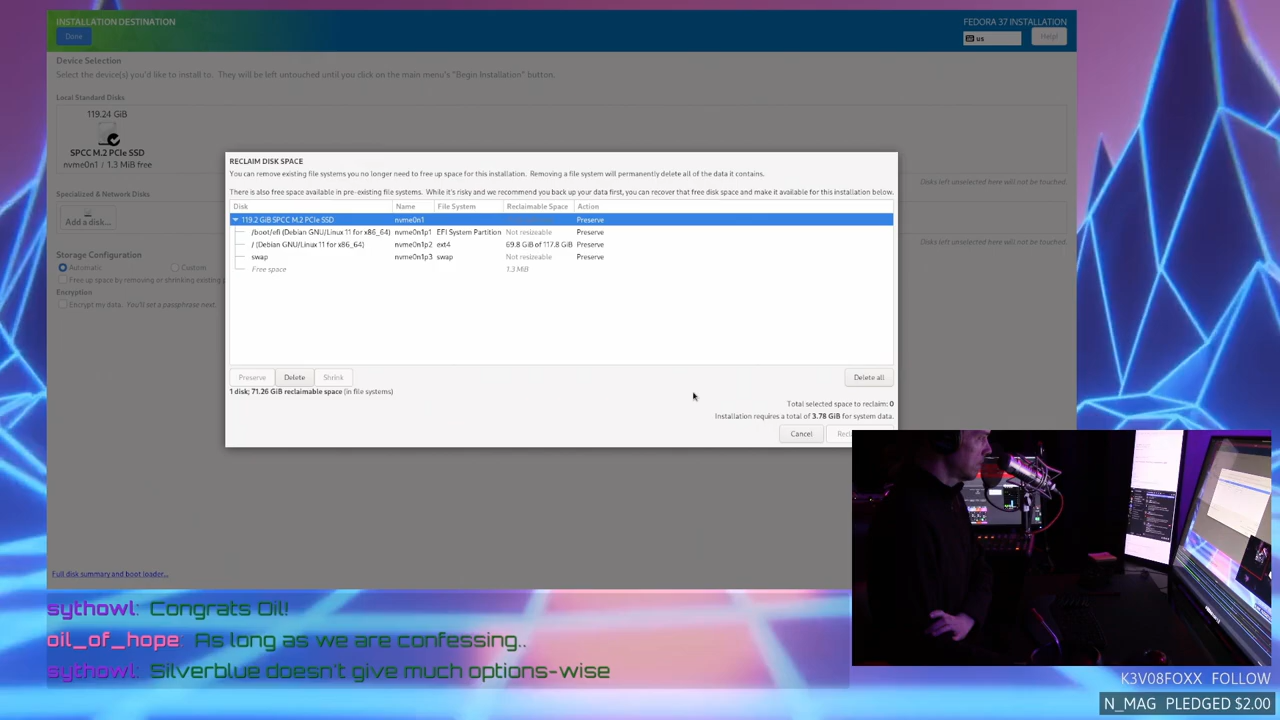 INSTALLATION DESTINATION
FEDORA 37 INSTALLATION
Done
us
Help!
Device Selection
Select the device(s) you'd like to install to. They will be left untouched until you click on the main menu's "Begin Installation" button.
Local Standard Disks
119.24 GiB
SPCC M.2 PCIe SSD
nvme0n1 / 1.3 MiB free
Disks left unselected here will not be touched.
Specialized & Network Disks
Add a disk...
Disks left unselected here will not be touched.
Storage Configuration
Automatic
Custom
Free up space by removing or shrinking existing p
Encryption
Encrypt my data. You'll set a passphrase next.
RECLAIM DISK SPACE
You can remove existing file systems you no longer need to free up space for this installation. Removing a file system will permanently delete all of the data it contains.
There is also free space available in pre-existing file systems. While it's risky and we recommend you back up your data first, you can recover that free disk space and make it available for this installation below.
Disk Name File System Reclaimable Space Action
119.2 GiB SPCC M.2 PCIe SSD nvme0n1 Preserve
/boot/efi (Debian GNU/Linux 11 for x86_64) nvme0n1p1 EFI System Partition Not resizeable Preserve
/ (Debian GNU/Linux 11 for x86_64) nvme0n1p2 ext4 69.8 GiB of 117.8 GiB Preserve
swap nvme0n1p3 swap Not resizeable Preserve
Free space 1.3 MiB
Preserve Delete Shrink Delete all
1 disk; 71.26 GiB reclaimable space (in file systems)
Total selected space to reclaim: 0
Installation requires a total of 3.78 GiB for system data.
Cancel
Full disk summary and boot loader...
sythowl: Congrats Oil!
oil_of_hope: As long as we are confessing..
sythowl: Silverblue doesn't give much options-wise
K3V08FOXX FOLLOW
N_MAG PLEDGED $2.00